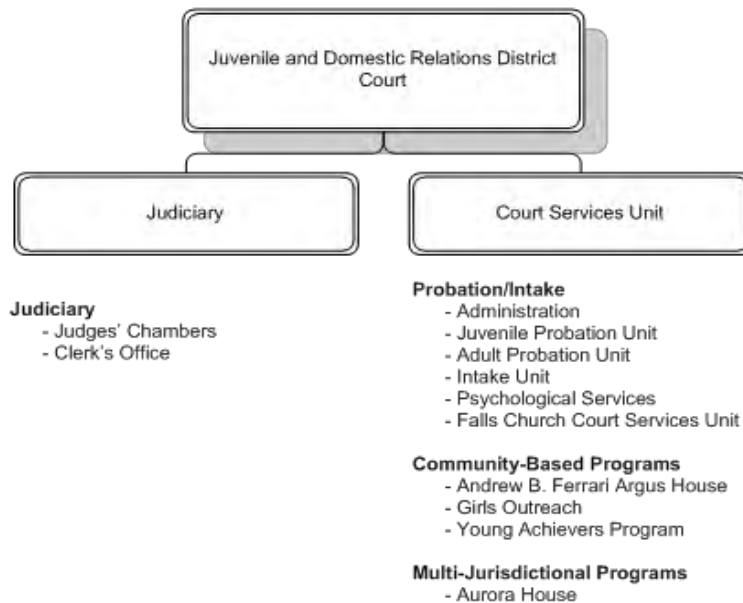 Juvenile and Domestic Relations District
Court
Judiciary
Court Services Unit
Judiciary
- Judges' Chambers
- Clerk's Office
Probation/Intake
- Administration
- Juvenile Probation Unit
- Adult Probation Unit
- Intake Unit
- Psychological Services
- Falls Church Court Services Unit
Community-Based Programs
- Andrew B. Ferrari Argus House
- Girls Outreach
- Young Achievers Program
Multi-Jurisdictional Programs
- Aurora House